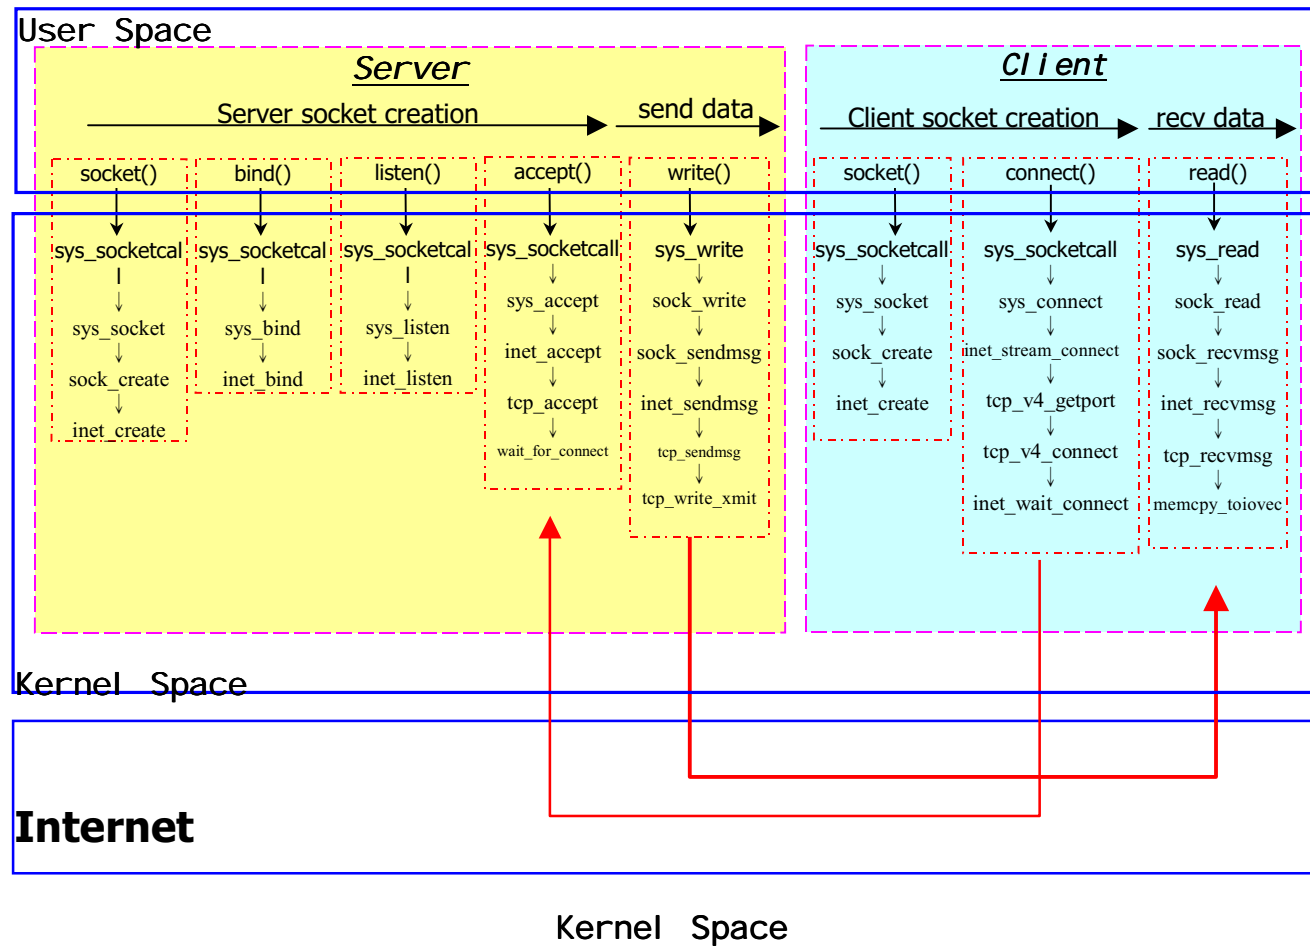 User Space
Server
Server socket creation
send data
socket()
bind()
listen()
accept()
write()
sys_socketcal
l
sys_socket
sock_create
inet_create
sys_socketcal
l
sys_bind
inet_bind
sys_socketcal
l
sys_listen
inet_listen
sys_socketcall
sys_accept
inet_accept
tcp_accept
wait_for_connect
sys_write
sock_write
sock_sendmsg
inet_sendmsg
tcp_sendmsg
tcp_write_xmit
Client
Client socket creation
recv data
socket()
connect()
read()
sys_socketcall
sys_socket
sock_create
inet_create
sys_socketcall
sys_connect
inet_stream_connect
tcp_v4_getport
tcp_v4_connect
inet_wait_connect
sys_read
sock_read
sock_recvmsg
inet_recvmsg
tcp_recvmsg
memcpy_toiovec
Kernel Space
Internet
Kernel Space